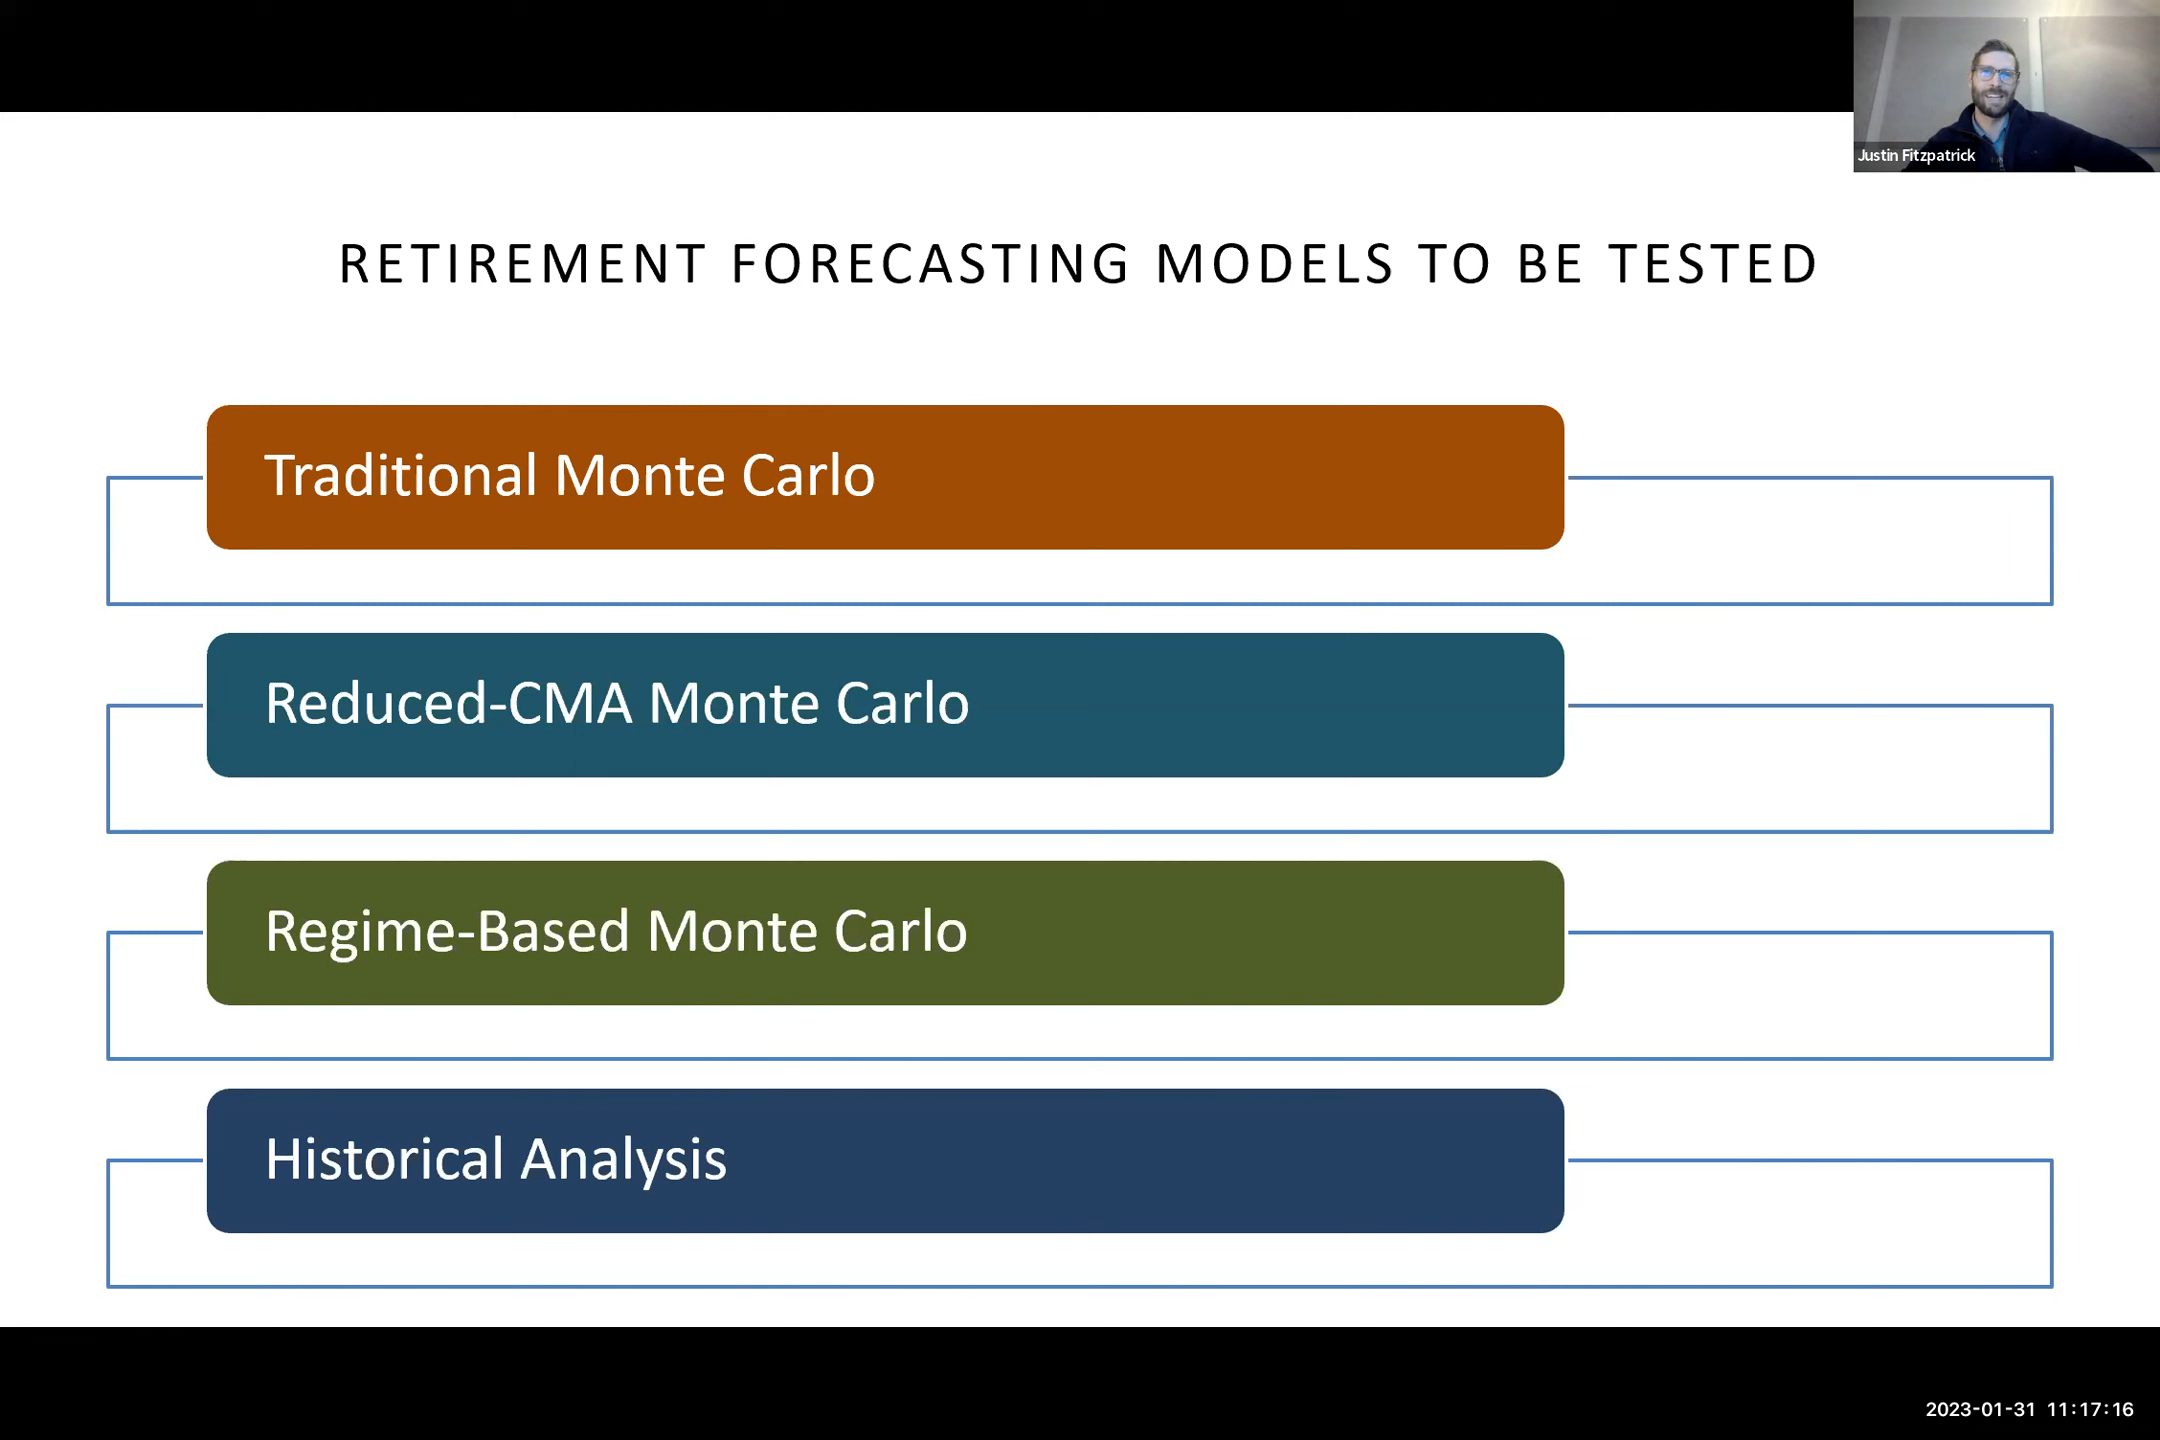 Justin Fitzpatrick
RETIREMENT FORECASTING MODELS TO BE TESTED
Traditional Monte Carlo
Reduced-CMA Monte Carlo
Regime-Based Monte Carlo
Historical Analysis
2023-01-31 11:17:16